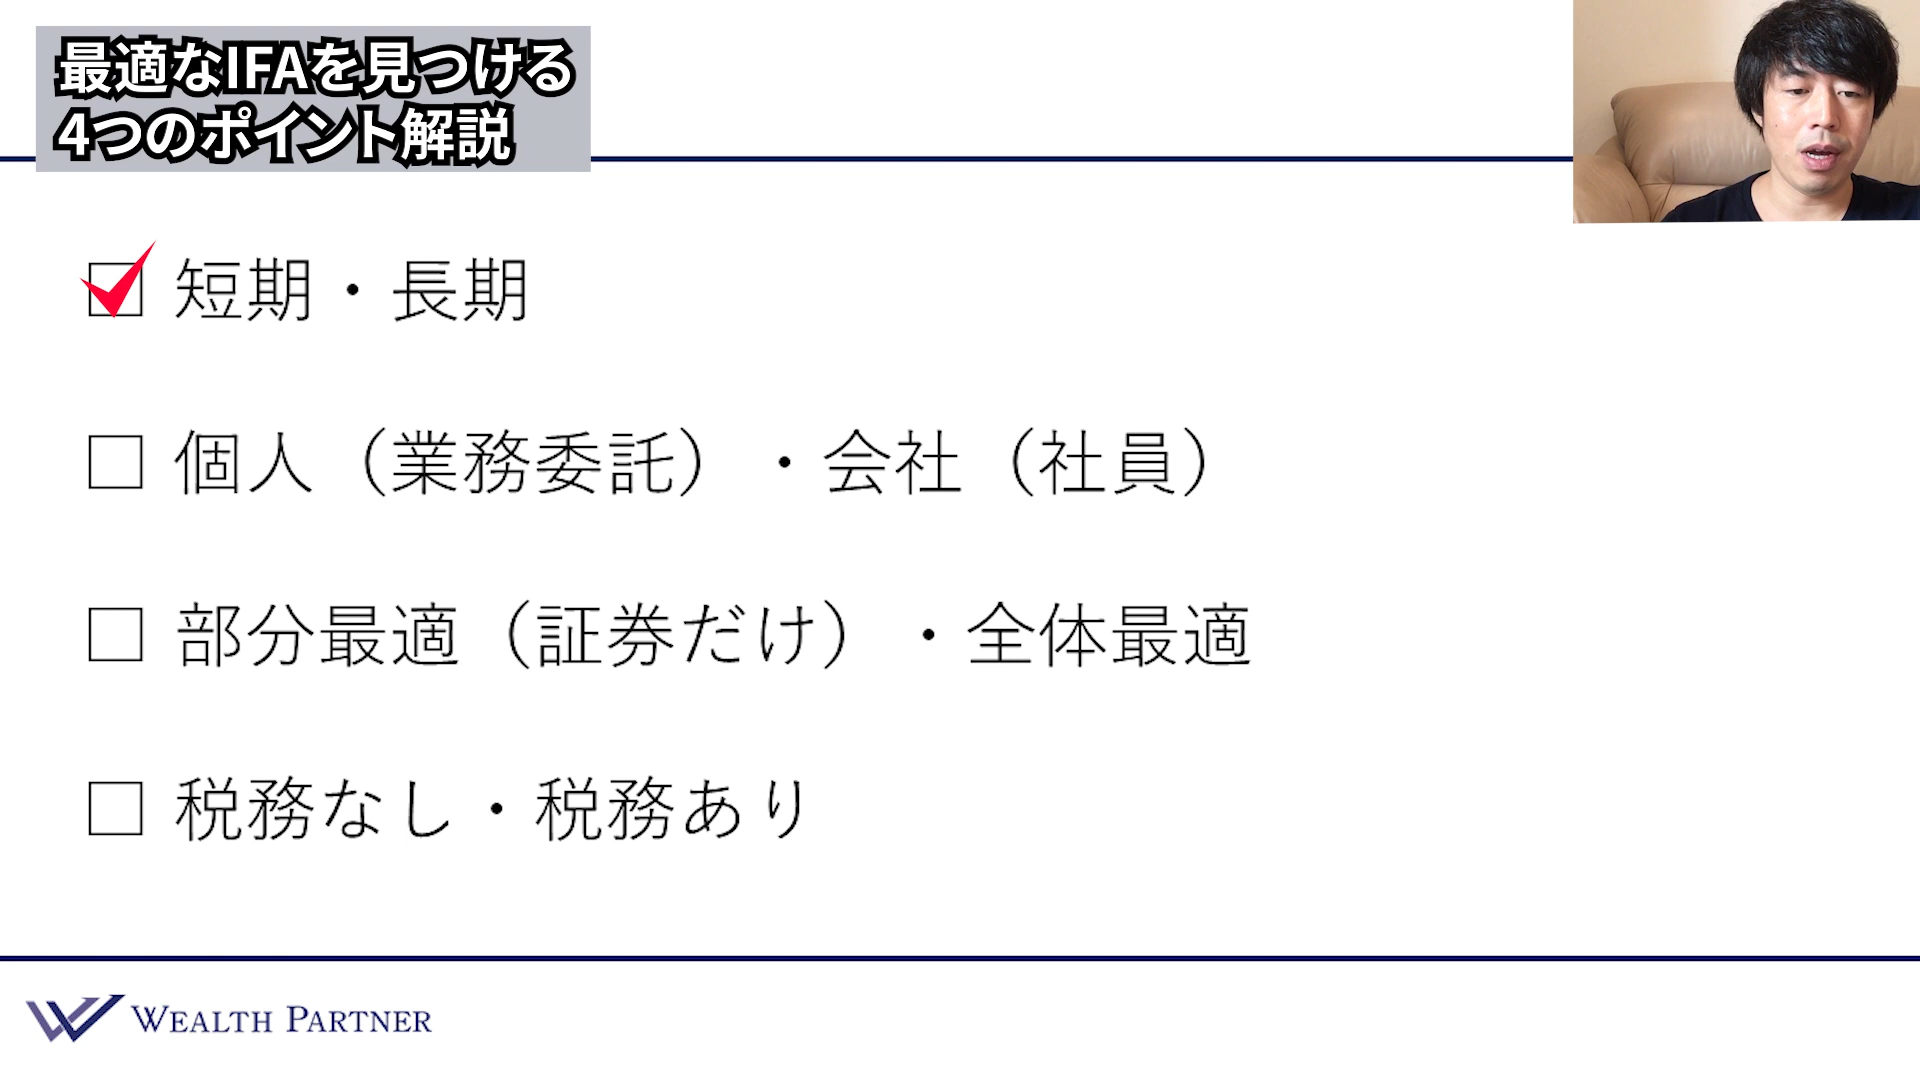 最適なIFAを見つける
4つのポイント解説
短期・長期
個人（業務委託）・会社（社員）
部分最適（証券だけ）・全体最適
税務なし・税務あり
WEALTH PARTNER